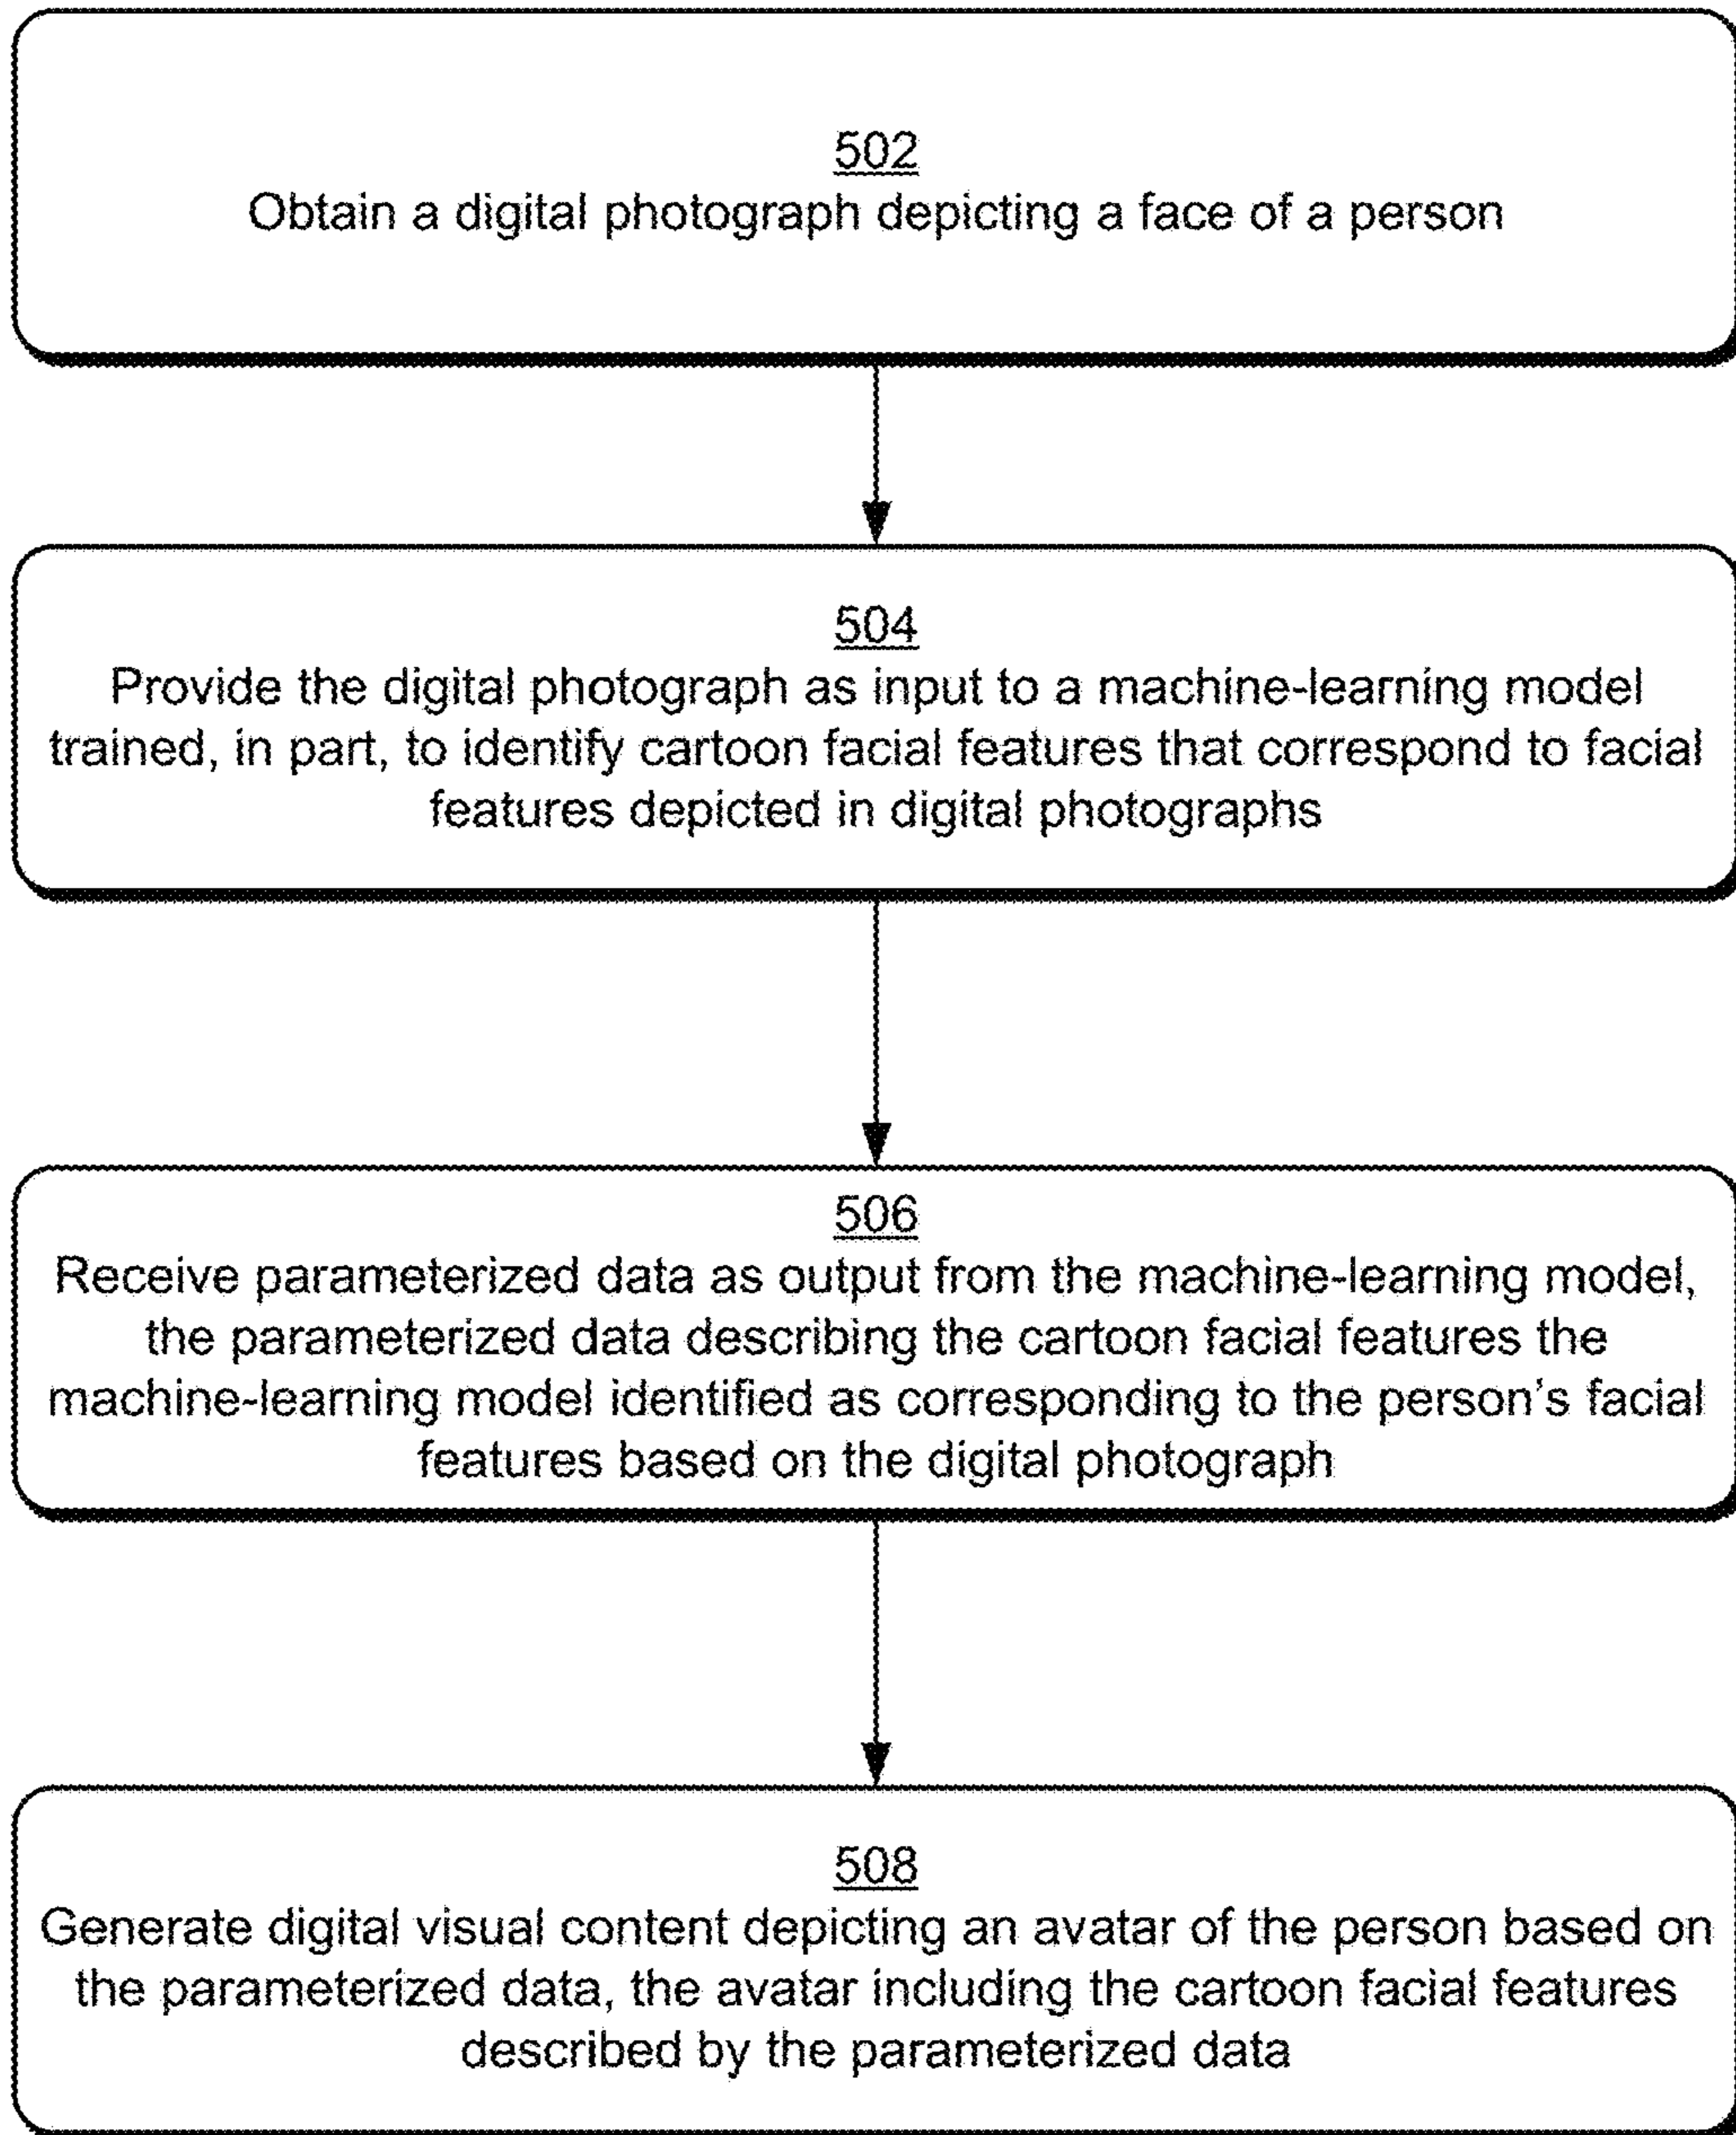 502
Obtain a digital photograph depicting a face of a person
504
Provide the digital photograph as input to a machine-learning model
trained, in part, to identify cartoon facial features that correspond to facial
features depicted in digital photographs
506
Receive parameterized data as output from the machine-learning model,
the parameterized data describing the cartoon facial features the
machine-learning model identified as corresponding to the person's facial
features based on the digital photograph
508
Generate digital visual content depicting an avatar of the person based on
the parameterized data, the avatar including the cartoon facial features
described by the parameterized data